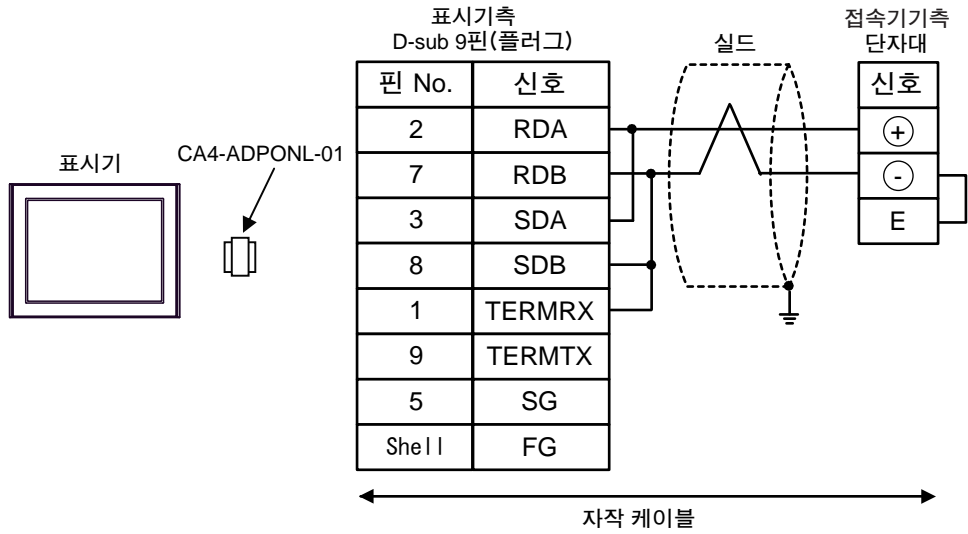 표시기측
D-sub 9핀(플러그)
실드
접속기기측
단자대
핀 No. 신호
신호
2 RDA
+
7 RDB
-
3 SDA
E
8 SDB
1 TERMRX
9 TERMTX
5 SG
Shell FG
표시기
CA4-ADPONL-01
자작 케이블